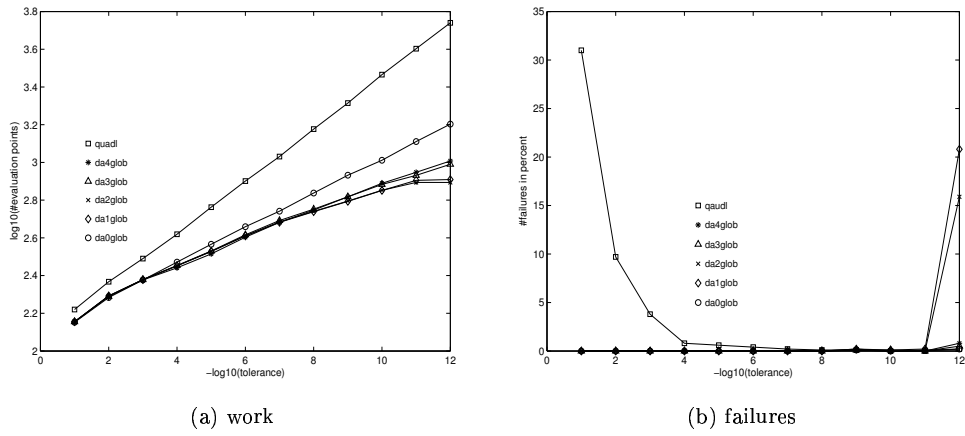 3.8
3.6
3.4
3.2
3
2.8
2.6
2.4
2.2
2
0
2
4
6
8
10
12
log10(#evaluation points)
−log10(tolerance)
quadl
da4glob
da3glob
da2glob
da1glob
da0glob
(a) work
35
30
25
20
15
10
5
0
0
2
4
6
8
10
12
#failures in percent
−log10(tolerance)
qaudl
da4glob
da3glob
da2glob
da1glob
da0glob
(b) failures